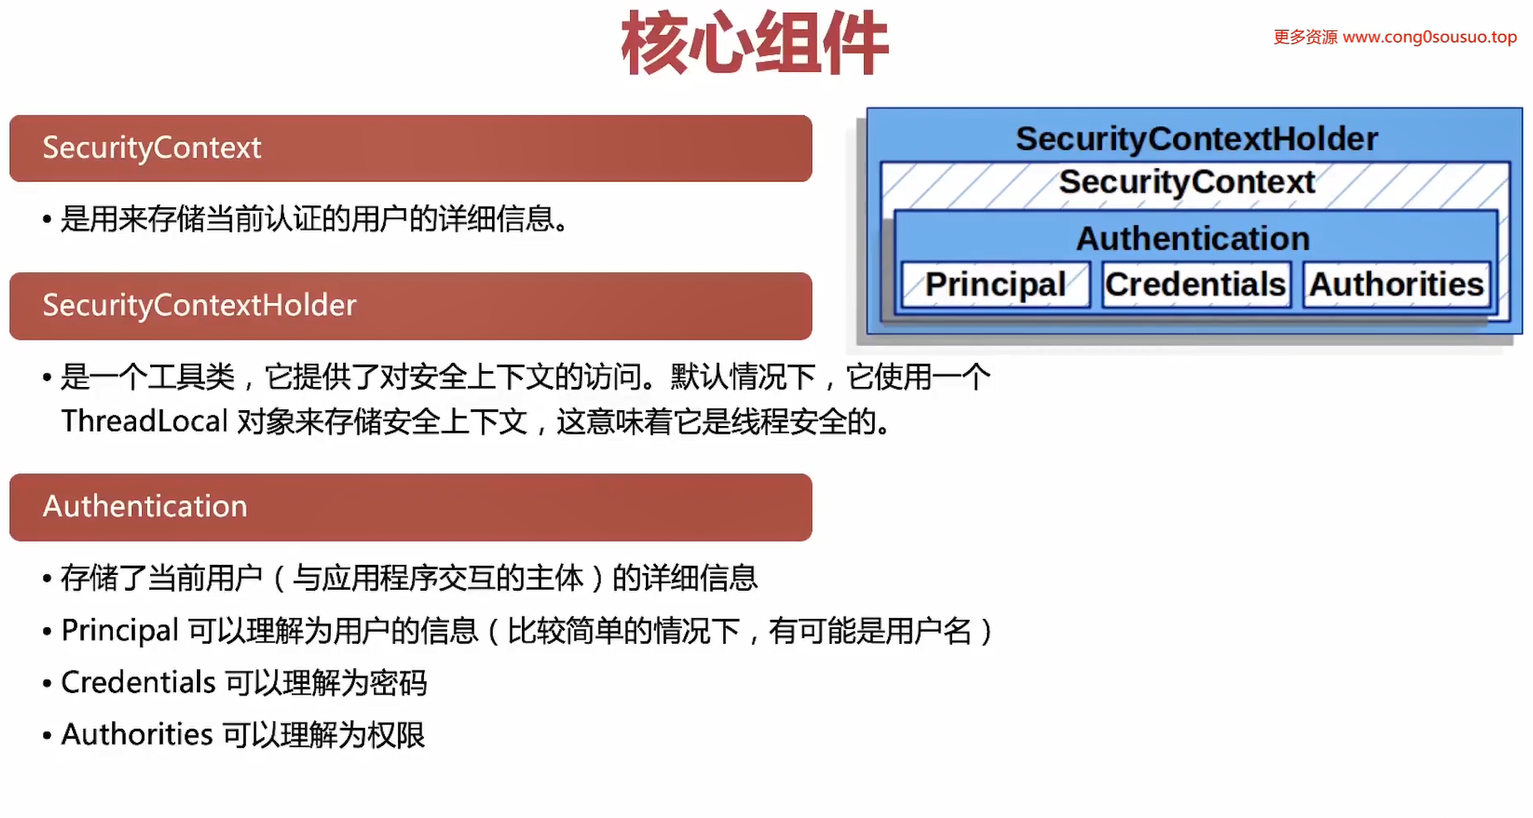 核心组件
更多资源 www.cong0sousuo.top
SecurityContext
• 是用来存储当前认证的用户的详细信息。
SecurityContextHolder
• 是一个工具类，它提供了对安全上下文的访问。默认情况下，它使用一个
ThreadLocal 对象来存储安全上下文，这意味着它是线程安全的。
Authentication
• 存储了当前用户（与应用程序交互的主体）的详细信息
• Principal 可以理解为用户的信息（比较简单的情况下，有可能是用户名）
• Credentials 可以理解为密码
• Authorities 可以理解为权限
SecurityContextHolder
SecurityContext
Authentication
Principal Credentials Authorities